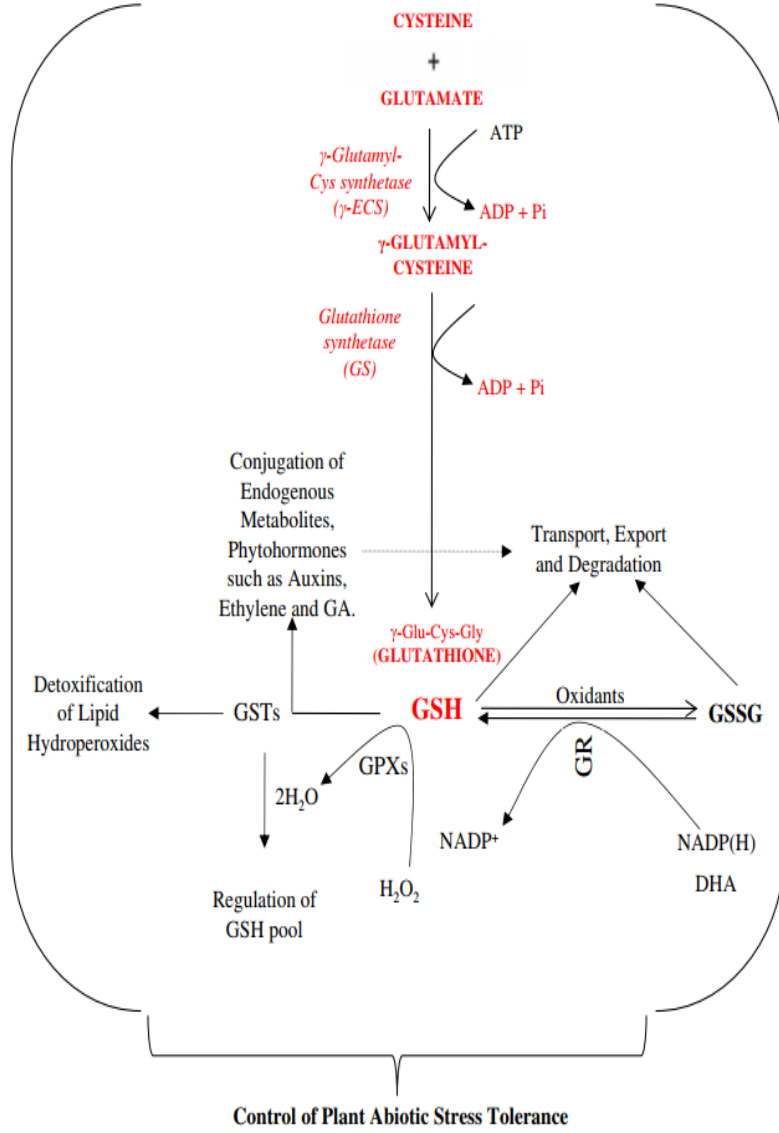 CYSTEINE
+
GLUTAMATE
ATP
γ-Glutamyl-
Cys synthetase
(γ-ECS)
ADP + Pi
γ-GLUTAMYL-
CYSTEINE
Glutathione
synthetase
(GS)
ADP + Pi
Conjugation of
Endogenous
Metabolites,
Phytohormones
such as Auxins,
Ethylene and GA.
Transport, Export
and Degradation
γ-Glu-Cys-Gly
(GLUTATHIONE)
Detoxification
of Lipid
Hydroperoxides
GSTs
GSH
Oxidants
GSSG
GR
GPXs
2H₂O
NADP⁺
NADP(H)
DHA
H₂O₂
Regulation of
GSH pool
Control of Plant Abiotic Stress Tolerance